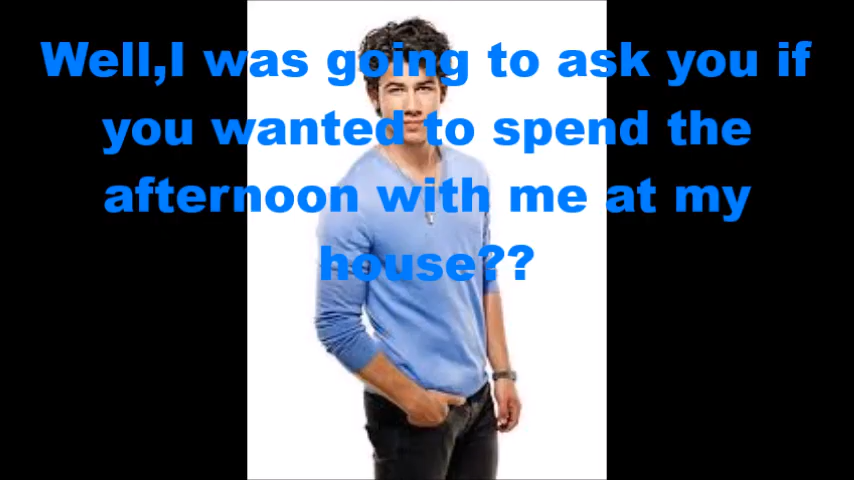 Well,I was going to ask you if
you wanted to spend the
afternoon with me at my
house??